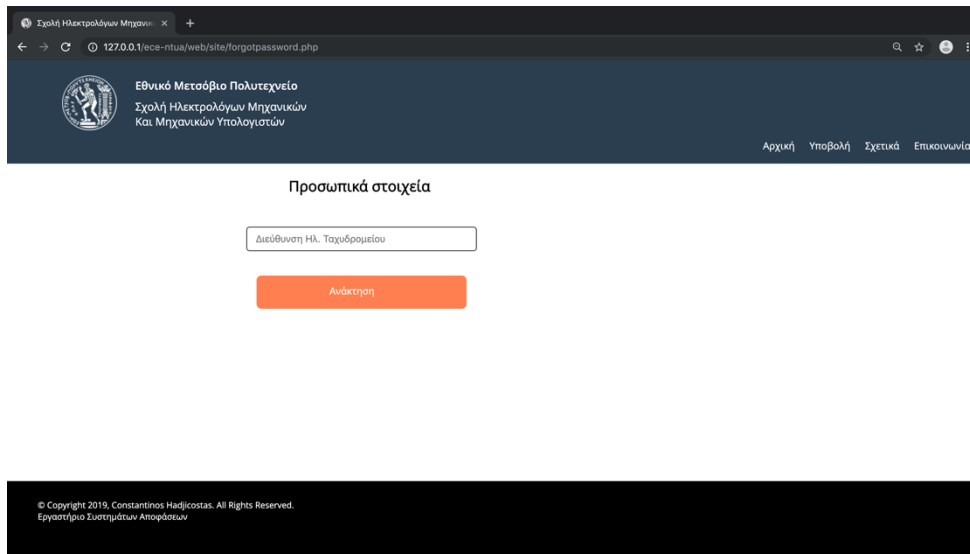 Σχολή Ηλεκτρολόγων Μηχανικ
127.0.0.1/ece-ntua/web/site/forgotpassword.php
Εθνικό Μετσόβιο Πολυτεχνείο
Σχολή Ηλεκτρολόγων Μηχανικών
Και Μηχανικών Υπολογιστών
Αρχική Υποβολή Σχετικά Επικοινωνία
Προσωπικά στοιχεία
Διεύθυνση Ηλ. Ταχυδρομείου
Ανάκτηση
© Copyright 2019, Constantinos Hadjicostas. All Rights Reserved.
Εργαστήριο Συστημάτων Αποφάσεων